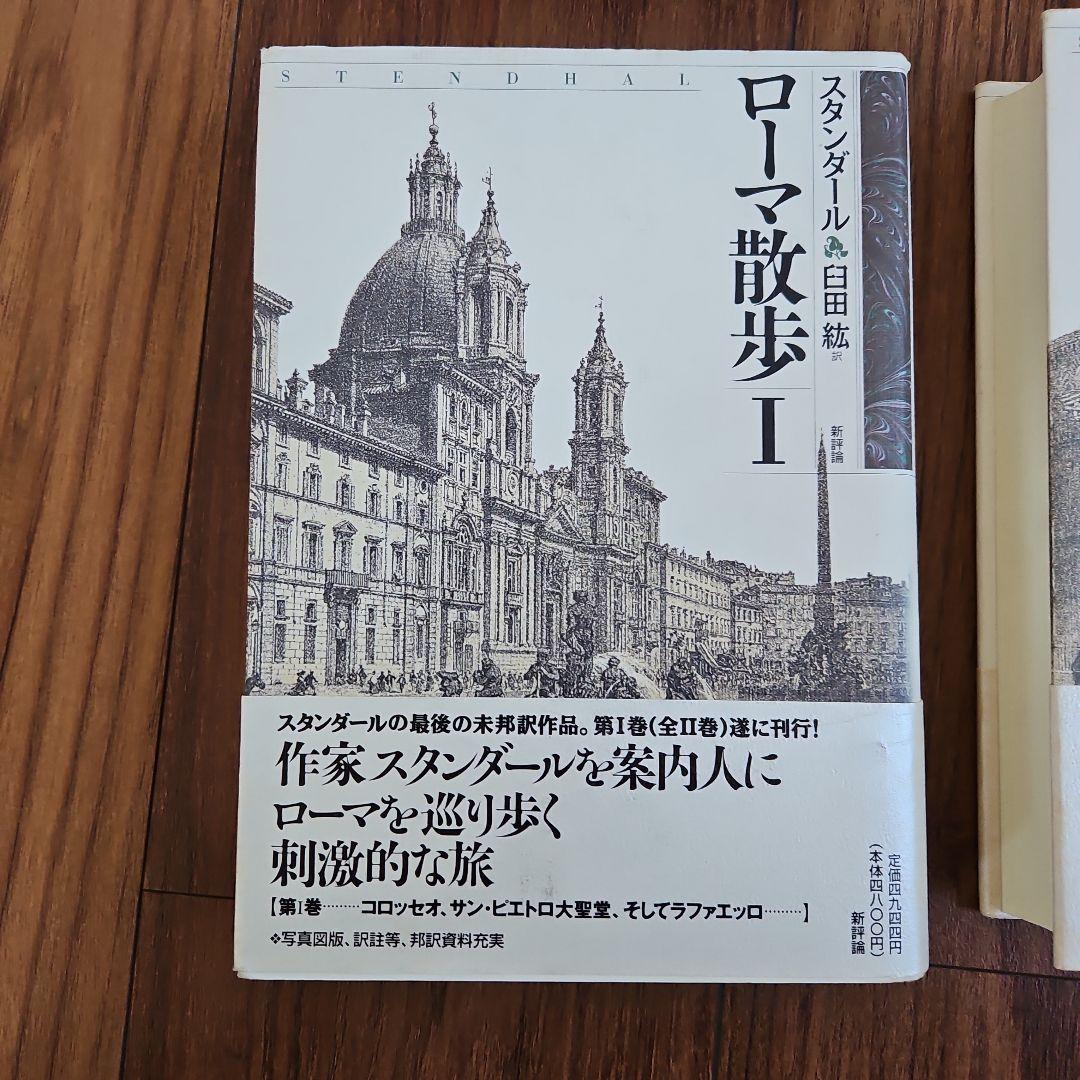 STENDHAL
スタンダール 臼田 紘 訳
ローマ散歩 I
新評論
スタンダールの最後の未邦訳作品。第I巻(全II巻)遂に刊行!
作家スタンダールを案内人に
ローマを巡り歩く
刺激的な旅
【第I巻………コロッセオ、サン・ピエトロ大聖堂、そしてラファエッロ………】
❖写真図版、訳註等、邦訳資料充実
定価四九四四円
(本体四八〇〇円)
新評論